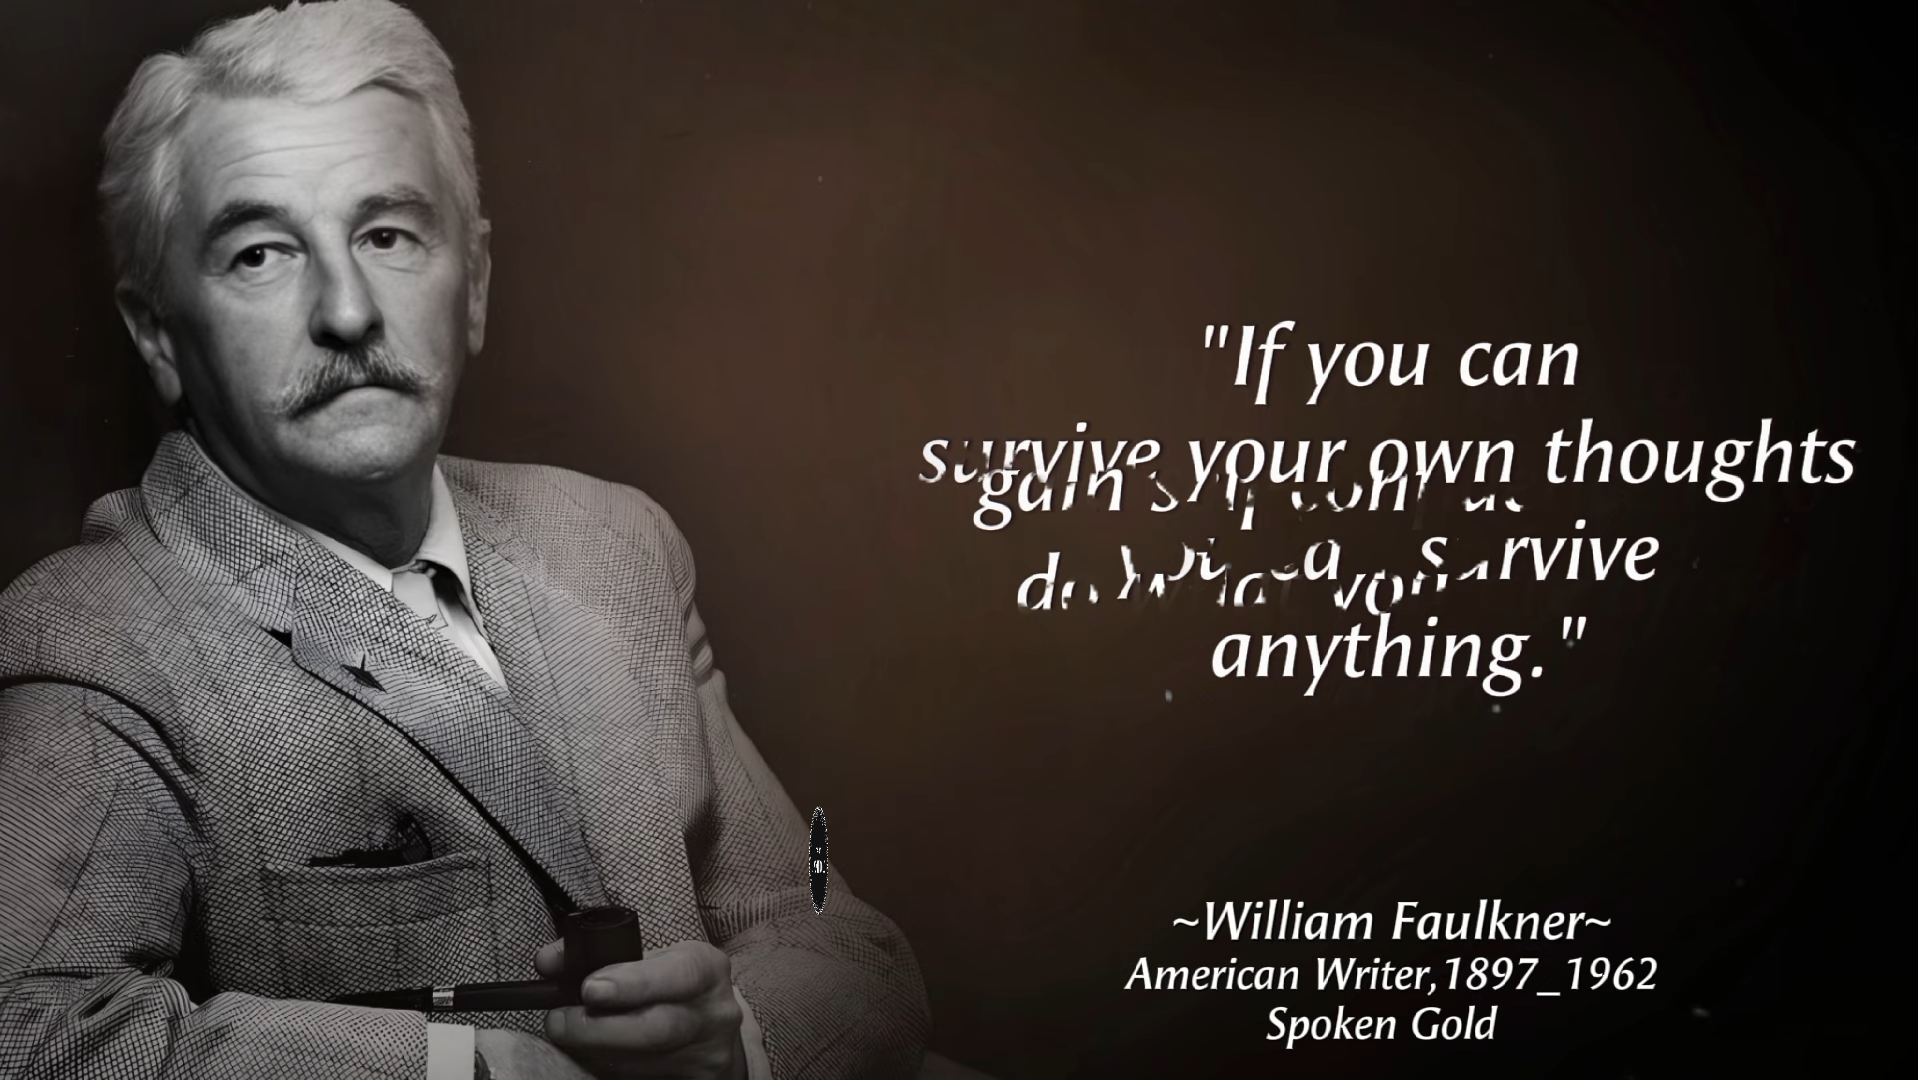 "If you can
survive your own thoughts
survive
anything."
~William Faulkner~
American Writer,1897_1962
Spoken Gold